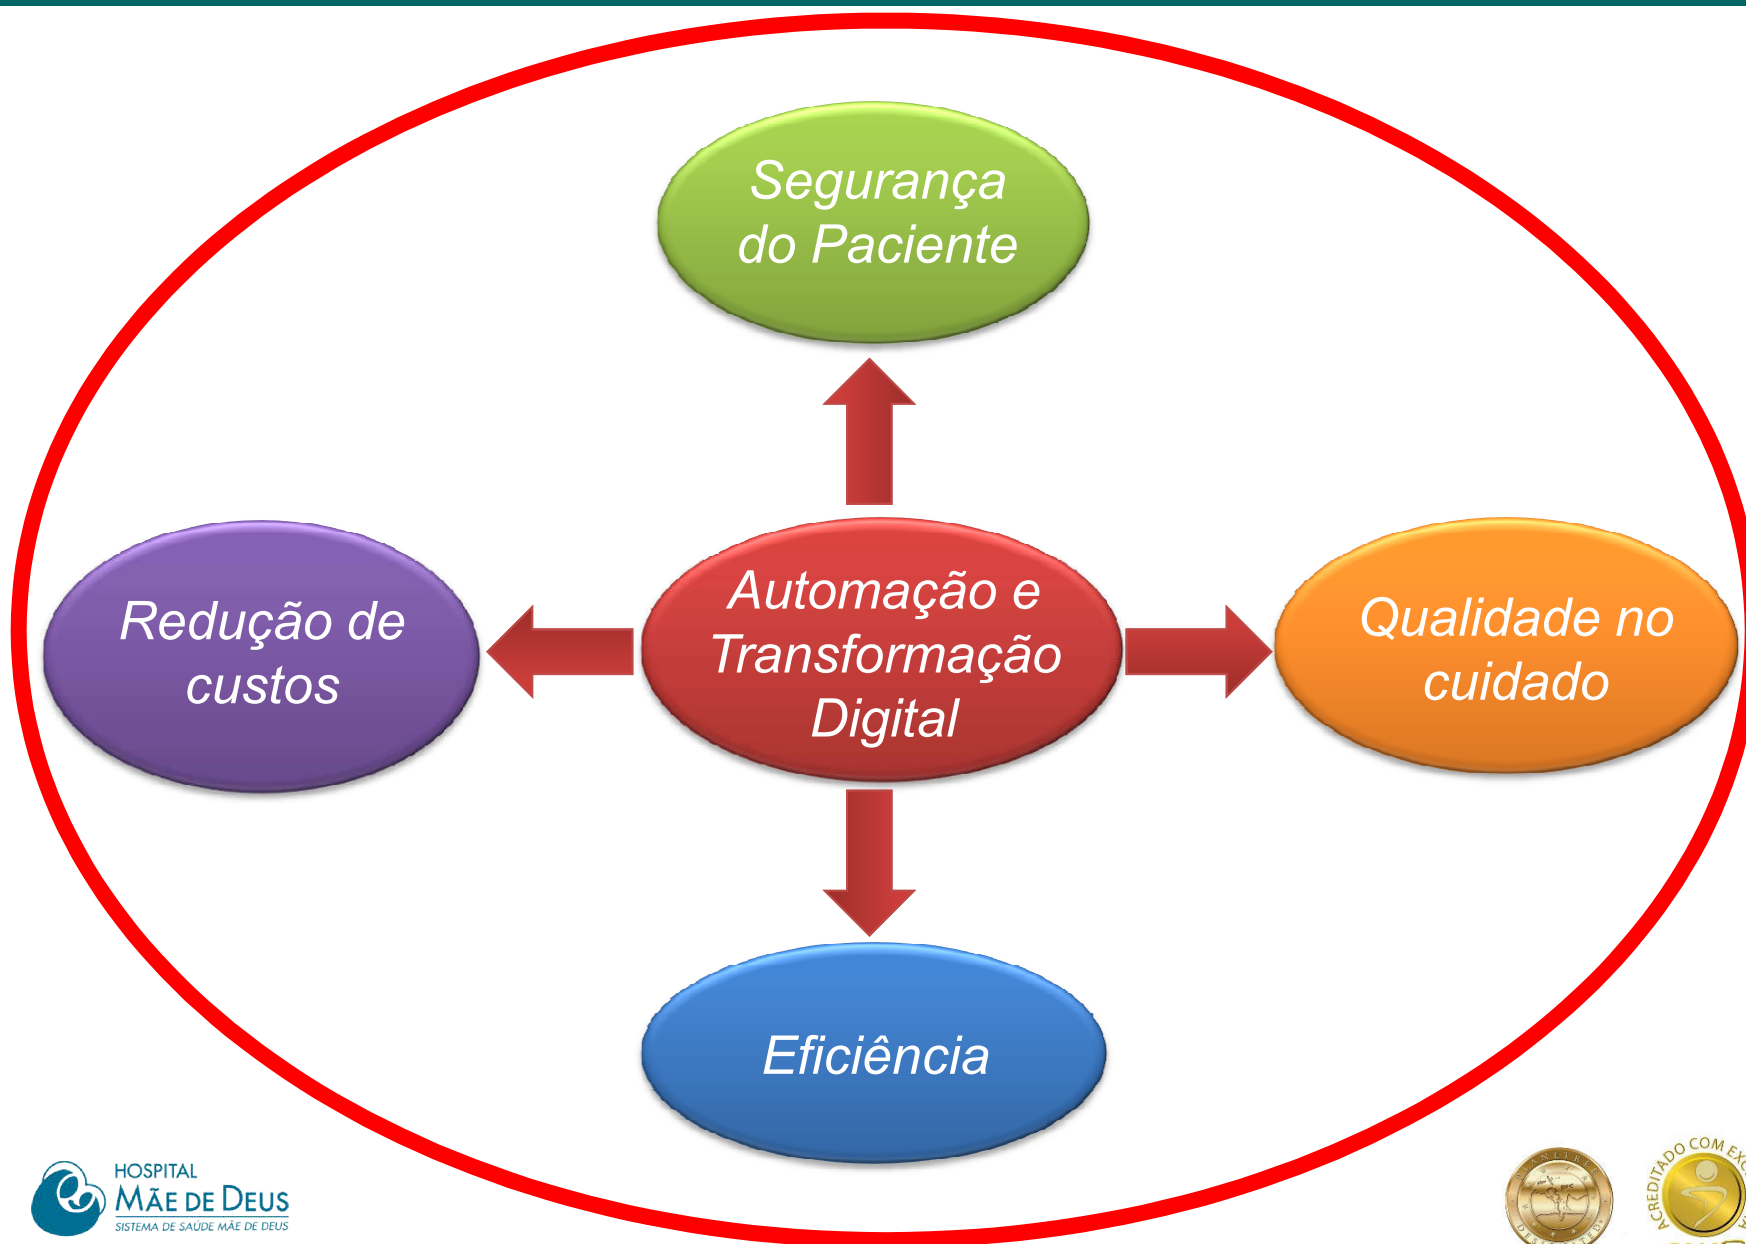 Segurança
do Paciente
Redução de
custos
Automação e
Transformação
Digital
Qualidade no
cuidado
Eficiência
HOSPITAL
MÃE DE DEUS
SISTEMA DE SAÚDE MÃE DE DEUS
ACREDITADO COM